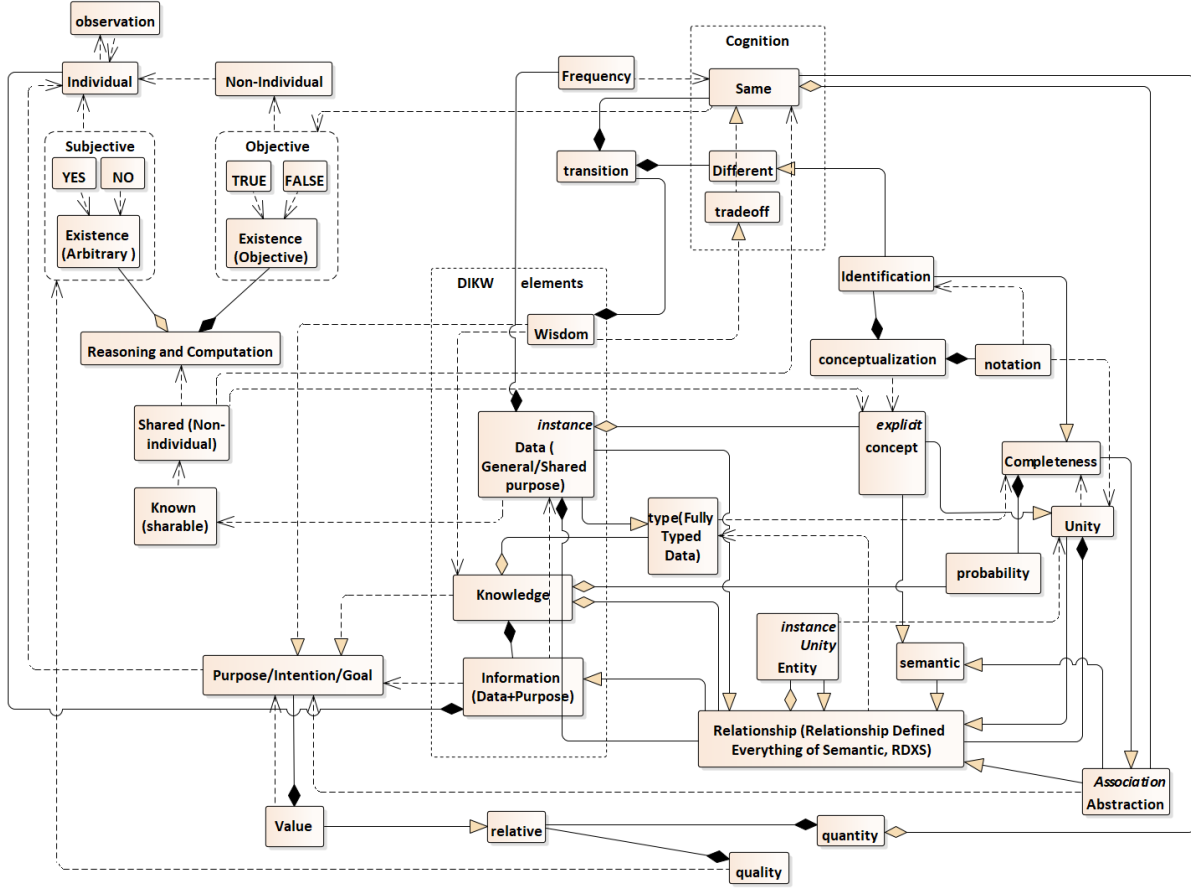 observation
Individual
Non-Individual
Frequency
Cognition
Same
Subjective
YES
NO
Existence
(Arbitrary )
Objective
TRUE
FALSE
Existence
(Objective)
transition
Different
tradeoff
Identification
DIKW elements
Wisdom
Reasoning and Computation
conceptualization
notation
Shared (Non-
individual)
instance
Data (
General/Shared
purpose)
explicit
concept
Completeness
Known
(sharable)
type(Fully
Typed
Data)
Unity
probability
Knowledge
instance
Unity
Entity
semantic
Purpose/Intention/Goal
Information
(Data+Purpose)
Relationship (Relationship Defined
Everything of Semantic, RDXS)
Association
Abstraction
Value
relative
quantity
quality